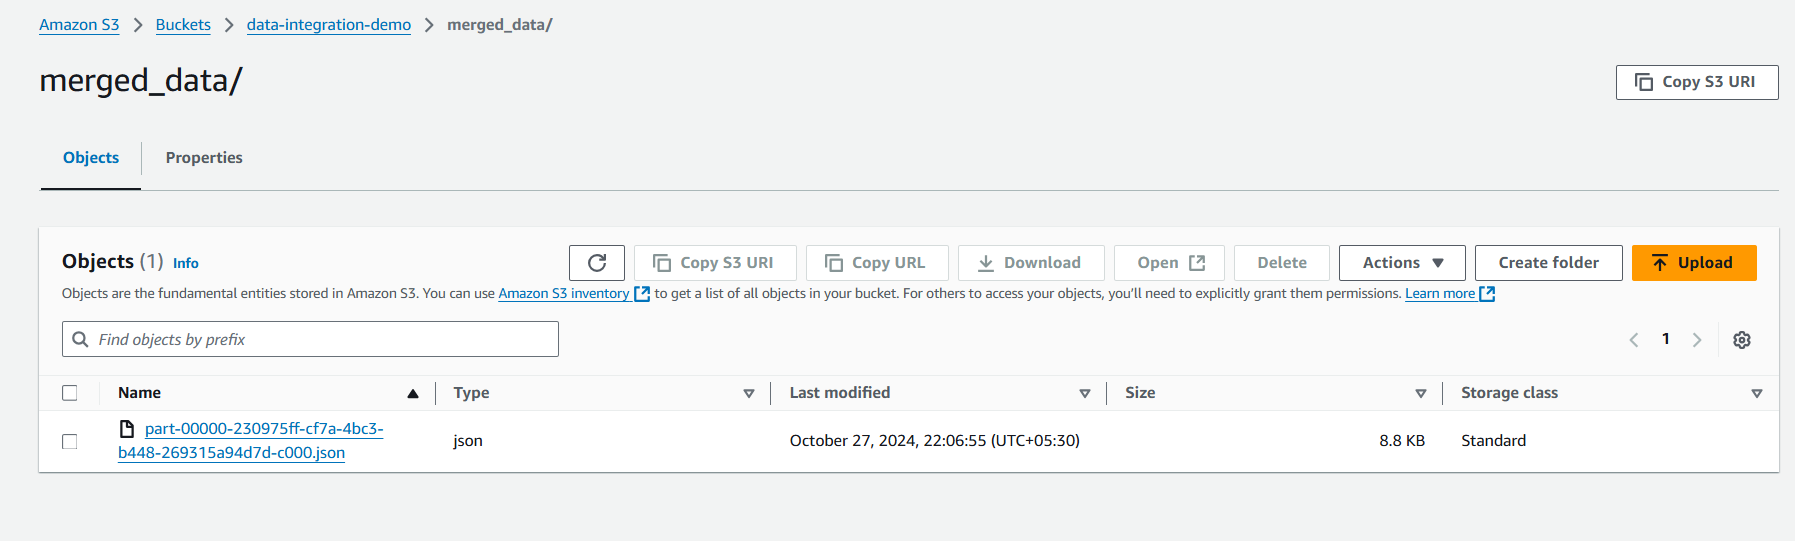 Amazon S3 > Buckets > data-integration-demo > merged_data/
merged_data/
Copy S3 URI
Objects Properties
Objects (1) Info
Copy S3 URI Copy URL Download Open Delete Actions Create folder Upload
Objects are the fundamental entities stored in Amazon S3. You can use Amazon S3 inventory to get a list of all objects in your bucket. For others to access your objects, you'll need to explicitly grant them permissions. Learn more
Find objects by prefix
1
Name Type Last modified Size Storage class
part-00000-230975ff-cf7a-4bc3-
b448-269315a94d7d-c000.json
json October 27, 2024, 22:06:55 (UTC+05:30) 8.8 KB Standard